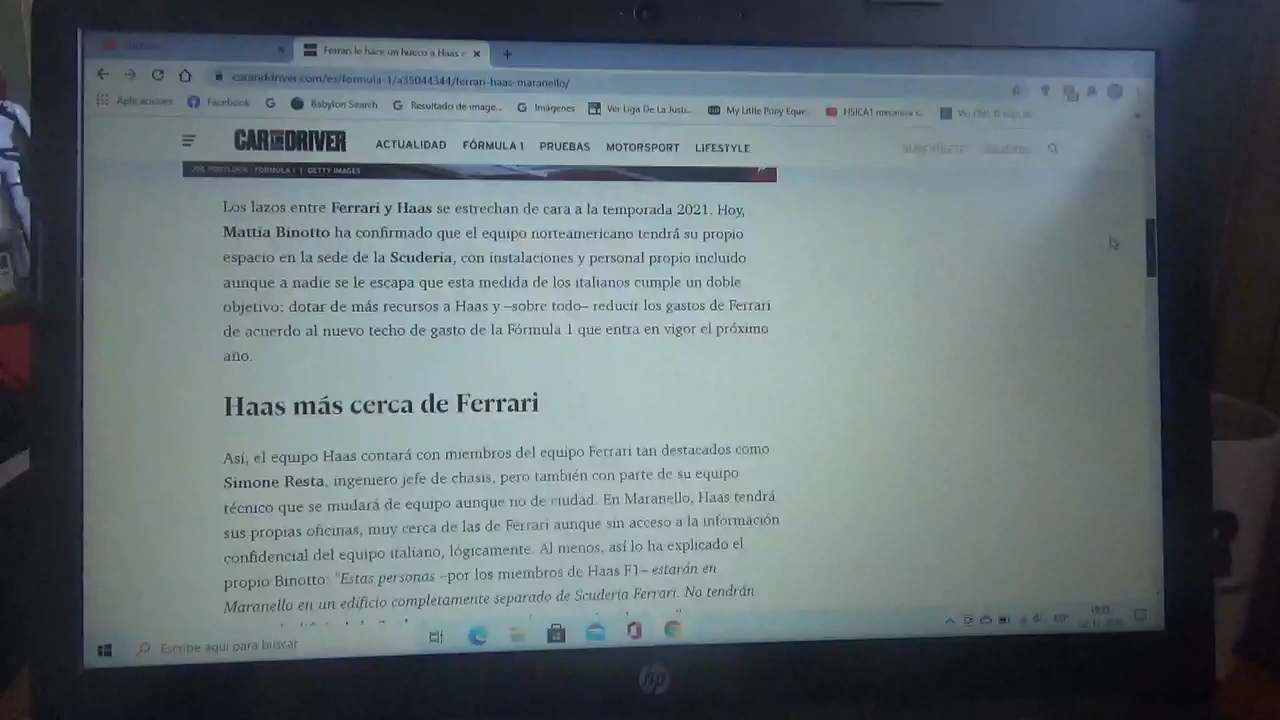 Ferrari le hace un hueco a Haas e
caranddriver.com/es/formula-1/a35044344/ferrari-haas-maranello/
Aplicaciones Facebook Babylon Search Resultado de image... Imágenes Ver Liga De La Justi... My Little Pony Eque... FISICA1 mecanica
CAR AND DRIVER ACTUALIDAD FÓRMULA 1 PRUEBAS MOTORSPORT LIFESTYLE SUSCRÍBETE
FORMULA 1 | GETTY IMAGES
Los lazos entre Ferrari y Haas se estrechan de cara a la temporada 2021. Hoy,
Mattia Binotto ha confirmado que el equipo norteamericano tendrá su propio
espacio en la sede de la Scuderia, con instalaciones y personal propio incluido
aunque a nadie se le escapa que esta medida de los italianos cumple un doble
objetivo: dotar de más recursos a Haas y –sobre todo– reducir los gastos de Ferrari
de acuerdo al nuevo techo de gasto de la Fórmula 1 que entra en vigor el próximo
año.
Haas más cerca de Ferrari
Así, el equipo Haas contará con miembros del equipo Ferrari tan destacados como
Simone Resta, ingeniero jefe de chasis, pero también con parte de su equipo
técnico que se mudará de equipo aunque no de ciudad. En Maranello, Haas tendrá
sus propias oficinas, muy cerca de las de Ferrari aunque sin acceso a la información
confidencial del equipo italiano, lógicamente. Al menos, así lo ha explicado el
propio Binotto: "Estas personas –por los miembros de Haas F1– estarán en
Maranello en un edificio completamente separado de Scuderia Ferrari. No tendrán
Escribe aquí para buscar
ESP
hp